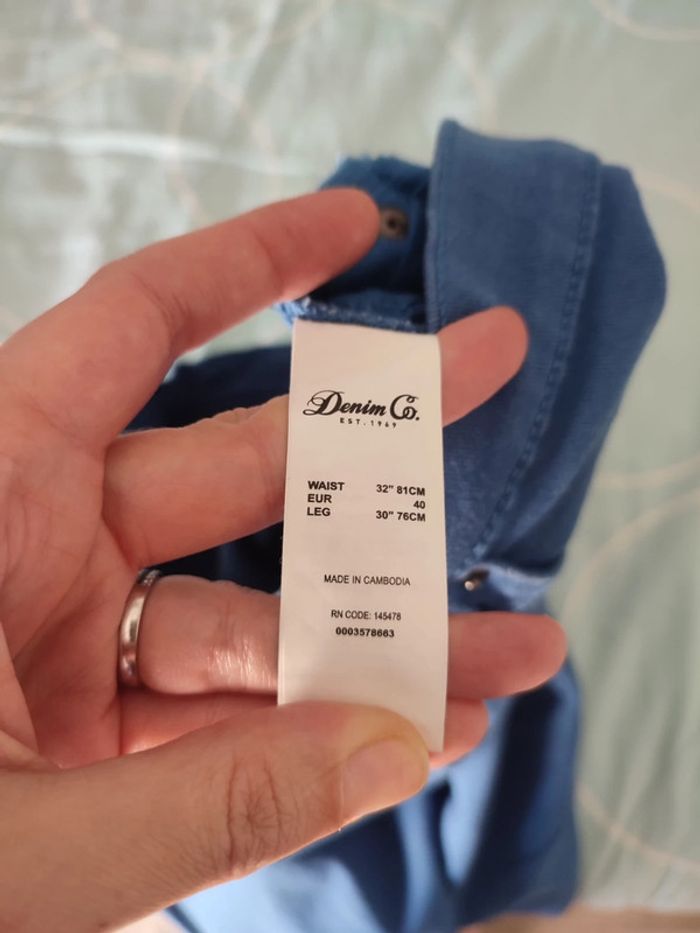 Denim Co.
EST. 1969
WAIST 32" 81CM
EUR 40
LEG 30" 76CM
MADE IN CAMBODIA
RN CODE: 145478
0003578663